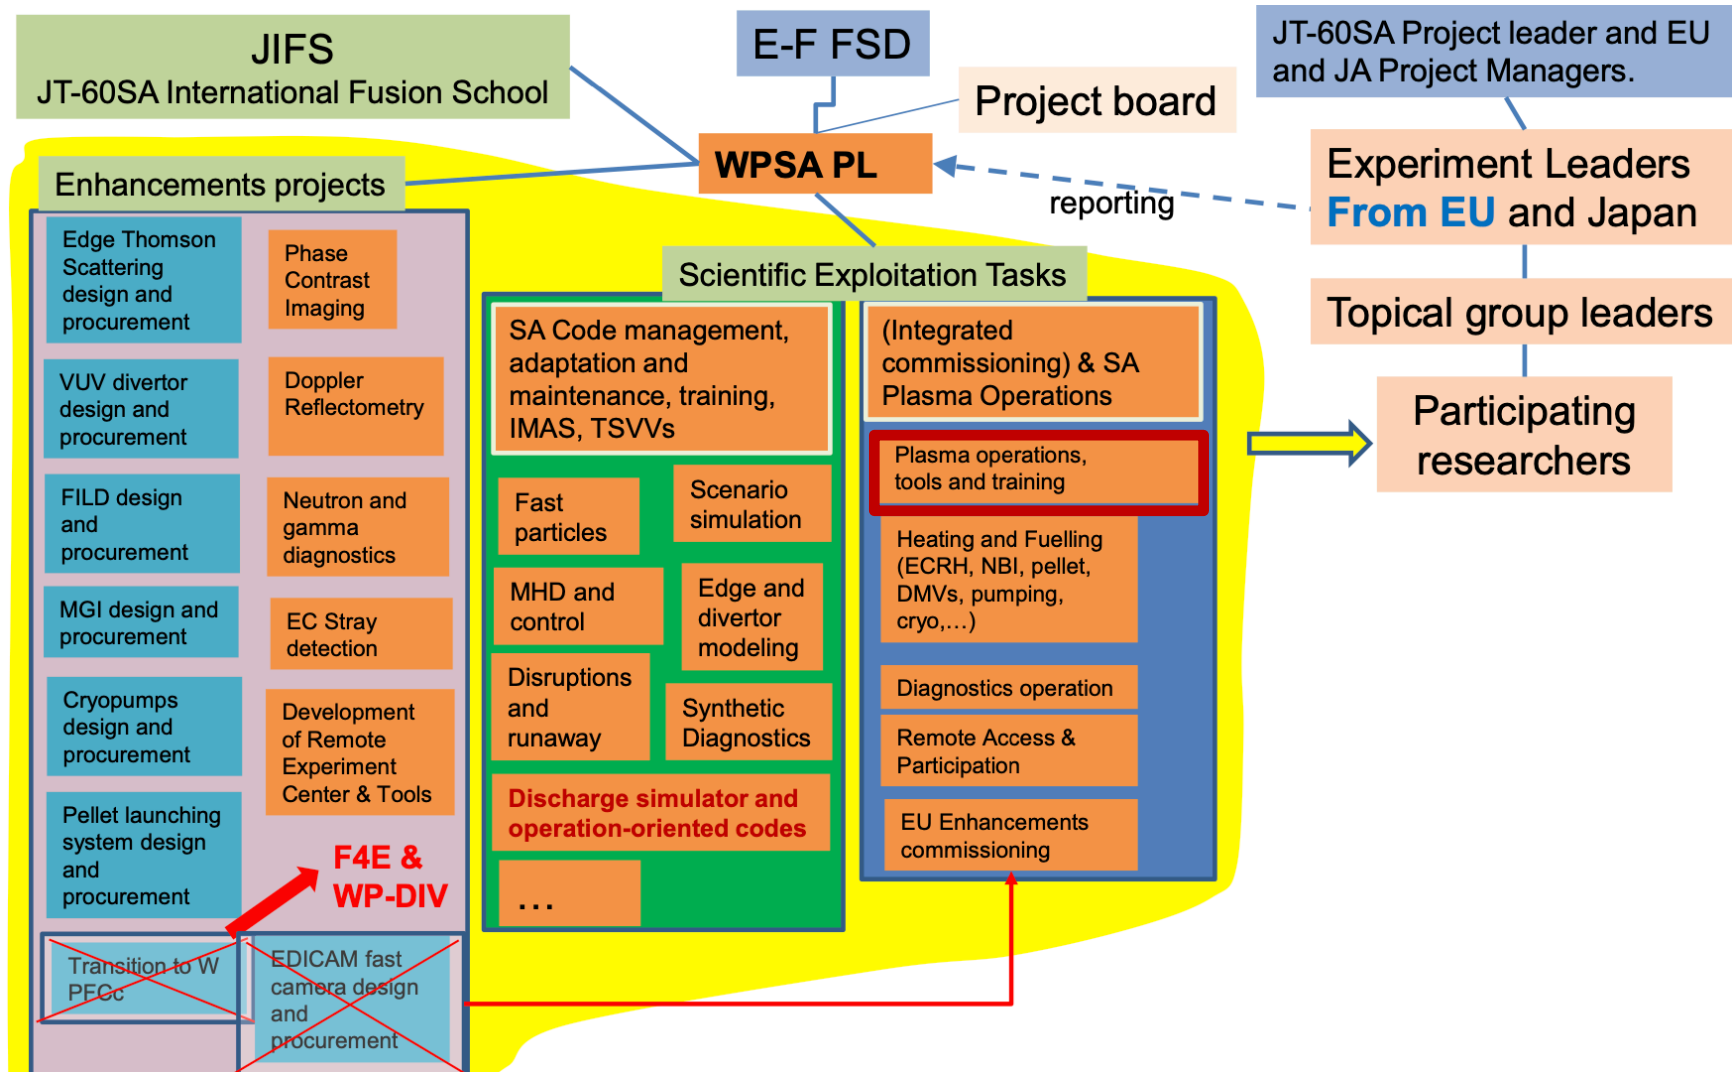 JIFS
JT-60SA International Fusion School
E-F FSD
Project board
JT-60SA Project leader and EU
and JA Project Managers.
WPSA PL
reporting
Experiment Leaders
From EU and Japan
Topical group leaders
Participating
researchers
Enhancements projects
Edge Thomson
Scattering
design and
procurement
VUV divertor
design and
procurement
FILD design
and
procurement
MGI design and
procurement
Cryopumps
design and
procurement
Pellet launching
system design
and
procurement
Phase
Contrast
Imaging
Doppler
Reflectometry
Neutron and
gamma
diagnostics
EC Stray
detection
Development
of Remote
Experiment
Center & Tools
F4E &
WP-DIV
Transition to W
PFCc
EDICAM fast
camera design
and
procurement
Scientific Exploitation Tasks
SA Code management,
adaptation and
maintenance, training,
IMAS, TSVVs
Fast
particles
Scenario
simulation
MHD and
control
Edge and
divertor
modeling
Disruptions
and
runaway
Synthetic
Diagnostics
Discharge simulator and
operation-oriented codes
...
(Integrated
commissioning) & SA
Plasma Operations
Plasma operations,
tools and training
Heating and Fuelling
(ECRH, NBI, pellet,
DMVs, pumping,
cryo,...)
Diagnostics operation
Remote Access &
Participation
EU Enhancements
commissioning